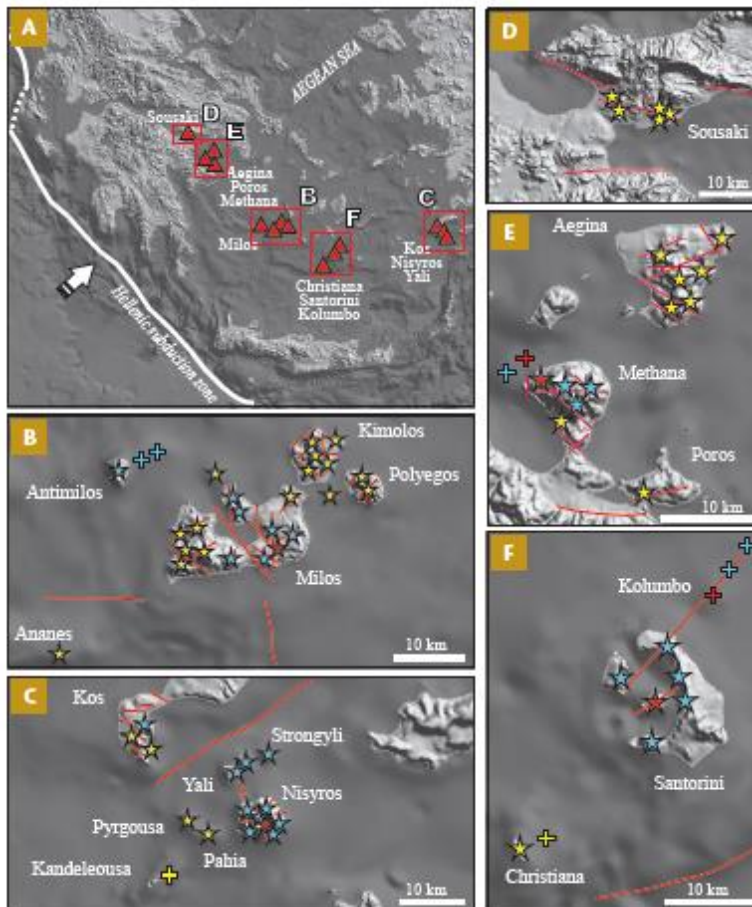 A
AEGEAN SEA
Sousaki
D
E
Aegina
Poros
Methana
B
Milos
F
Christiana
Santorini
Kolumbo
C
Kos
Nisyros
Yali
Hellenic subduction zone
B
Antimilos
Kimolos
Polyegos
Milos
Ananes
10 km
C
Kos
Strongyli
Yali
Nisyros
Pyrgousa
Pahia
Kandeleousa
10 km
D
Sousaki
10 km
E
Aegina
Methana
Poros
10 km
F
Kolumbo
Santorini
Christiana
10 km